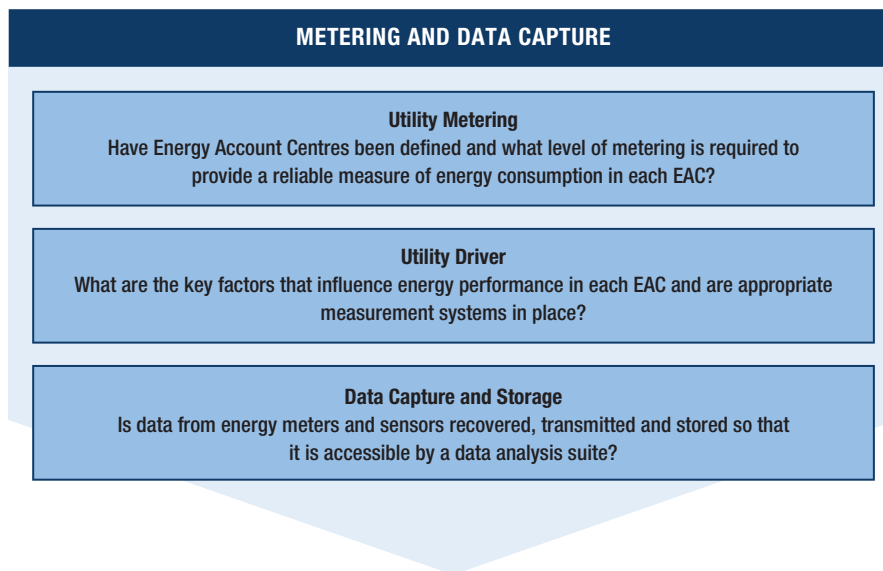 METERING AND DATA CAPTURE
Utility Metering
Have Energy Account Centres been defined and what level of metering is required to
provide a reliable measure of energy consumption in each EAC?
Utility Driver
What are the key factors that influence energy performance in each EAC and are appropriate
measurement systems in place?
Data Capture and Storage
Is data from energy meters and sensors recovered, transmitted and stored so that
it is accessible by a data analysis suite?